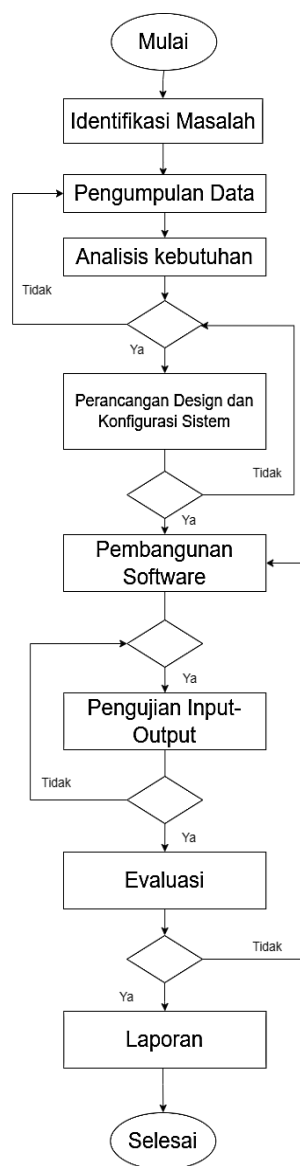 Mulai
Identifikasi Masalah
Pengumpulan Data
Analisis kebutuhan
Tidak
Ya
Perancangan Design dan
Konfigurasi Sistem
Tidak
Ya
Pembangunan
Software
Ya
Pengujian Input-
Output
Tidak
Ya
Evaluasi
Tidak
Ya
Laporan
Selesai